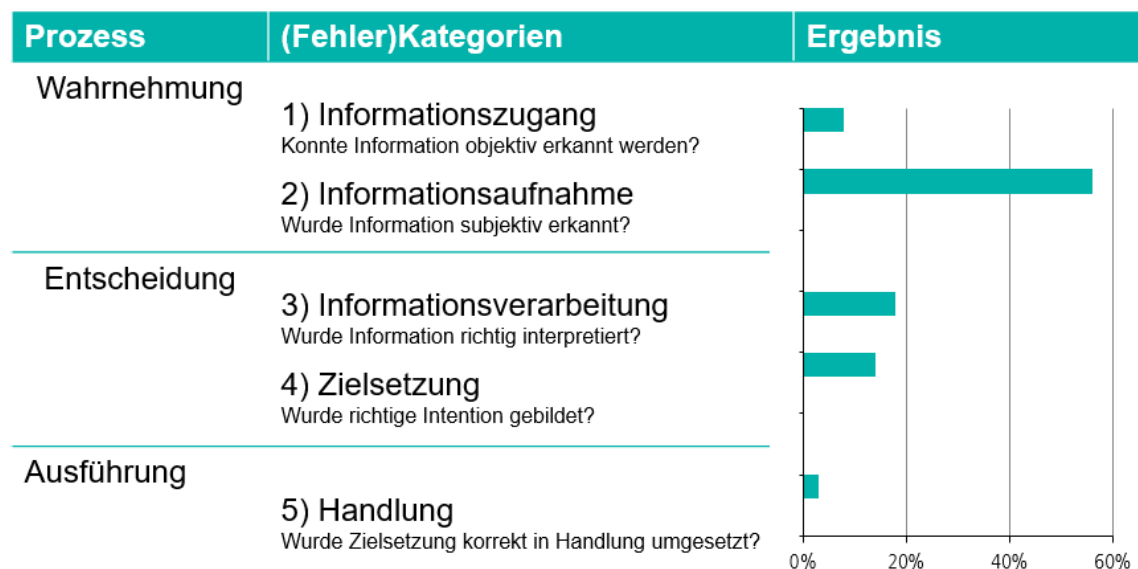 Prozess (Fehler)Kategorien Ergebnis
Wahrnehmung
1) Informationszugang
Konnte Information objektiv erkannt werden?
2) Informationsaufnahme
Wurde Information subjektiv erkannt?
Entscheidung
3) Informationsverarbeitung
Wurde Information richtig interpretiert?
4) Zielsetzung
Wurde richtige Intention gebildet?
Ausführung
5) Handlung
Wurde Zielsetzung korrekt in Handlung umgesetzt?
0% 20% 40% 60%